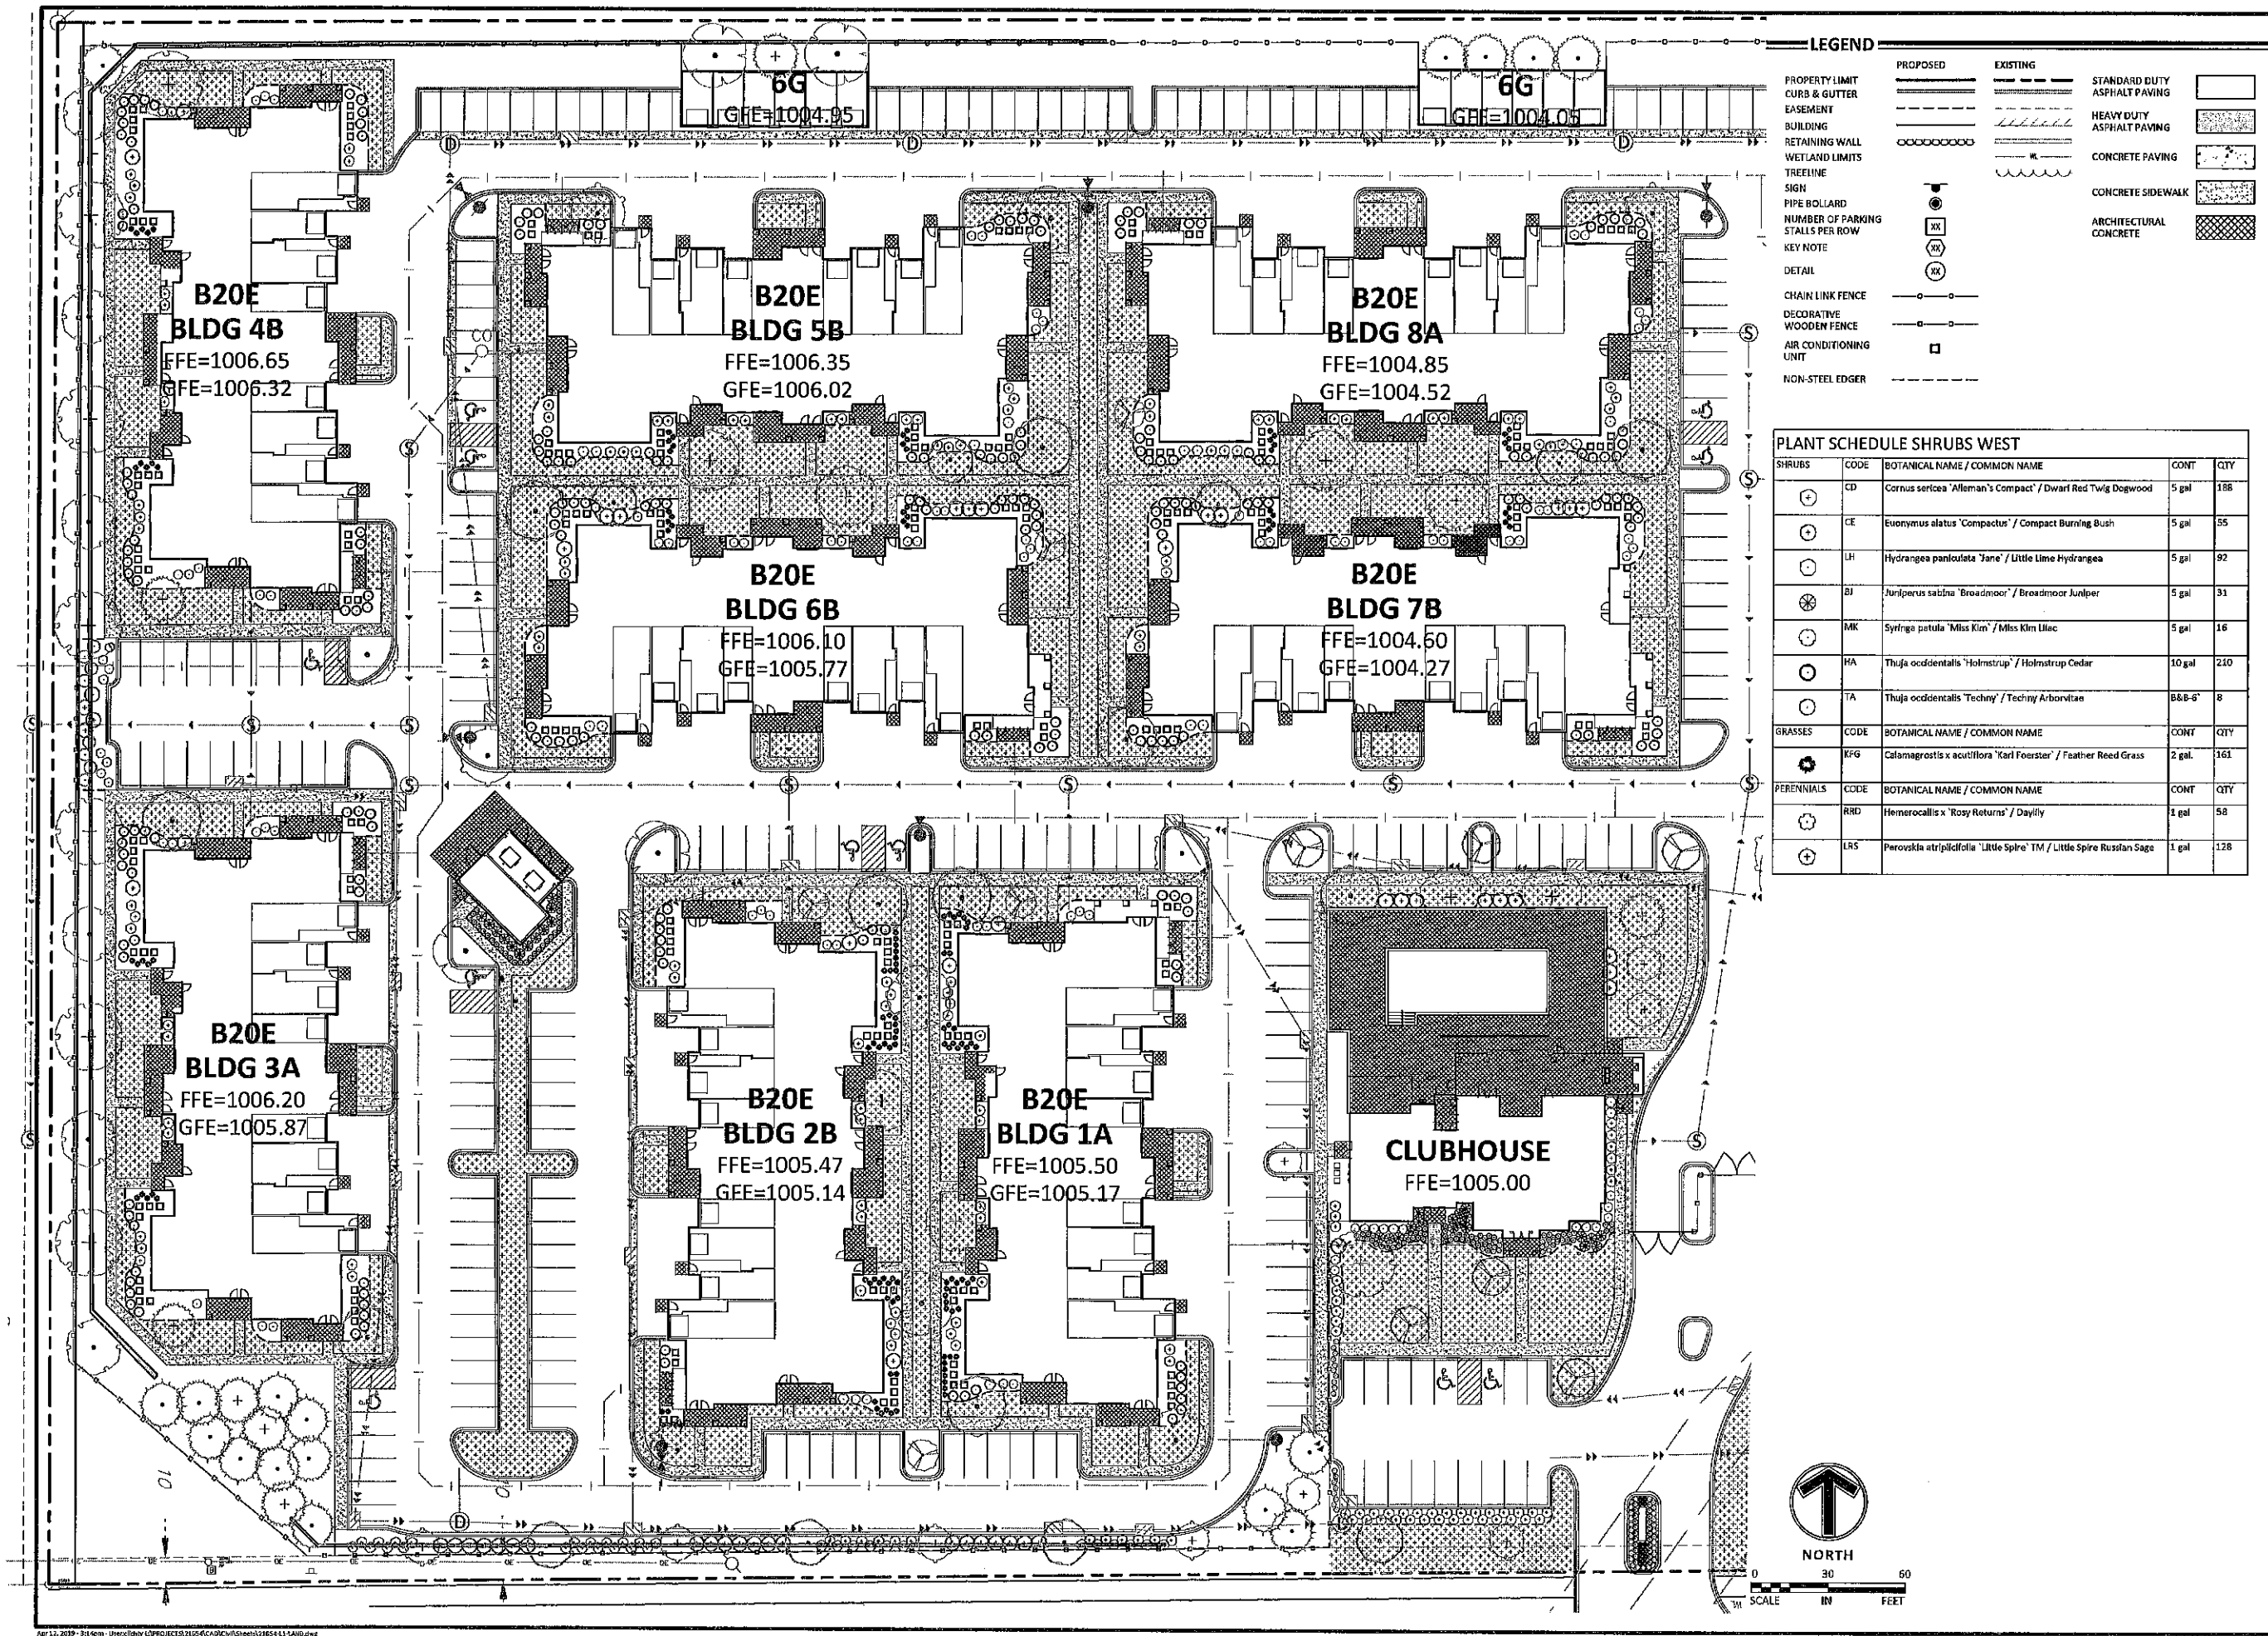 LEGEND
PROPOSED EXISTING
PROPERTY LIMIT
CURB & GUTTER
EASEMENT
BUILDING
RETAINING WALL
WETLAND LIMITS
TREELINE
SIGN
PIPE BOLLARD
NUMBER OF PARKING
STALLS PER ROW
XX
KEY NOTE
XX
DETAIL
XX
CHAIN LINK FENCE
DECORATIVE
WOODEN FENCE
AIR CONDITIONING
UNIT
NON-STEEL EDGER
WL
STANDARD DUTY
ASPHALT PAVING
HEAVY DUTY
ASPHALT PAVING
CONCRETE PAVING
CONCRETE SIDEWALK
ARCHITECTURAL
CONCRETE
6G
GFE=1004.95
6G
GFE=1004.05
D
D
D
B20E
BLDG 4B
FFE=1006.65
GFE=1006.32
B20E
BLDG 5B
FFE=1006.35
GFE=1006.02
B20E
BLDG 8A
FFE=1004.85
GFE=1004.52
CO
S
S
S
B20E
BLDG 6B
FFE=1006.10
GFE=1005.77
B20E
BLDG 7B
FFE=1004.60
GFE=1004.27
S
S
S
S
S
S
S
S
PLANT SCHEDULE SHRUBS WEST
SHRUBS CODE BOTANICAL NAME / COMMON NAME CONT QTY
CD Cornus sericea `Alleman`s Compact` / Dwarf Red Twig Dogwood 5 gal 188
CE Euonymus alatus `Compactus` / Compact Burning Bush 5 gal 55
LH Hydrangea paniculata `Jane` / Little Lime Hydrangea 5 gal 92
BJ Juniperus sabina `Broadmoor` / Broadmoor Juniper 5 gal 31
MK Syringa patula `Miss Kim` / Miss Kim Lilac 5 gal 16
HA Thuja occidentalis `Holmstrup` / Holmstrup Cedar 10 gal 210
TA Thuja occidentalis `Techny` / Techny Arborvitae B&B-6` 8
GRASSES CODE BOTANICAL NAME / COMMON NAME CONT QTY
KFG Calamagrostis x acutiflora `Karl Foerster` / Feather Reed Grass 2 gal. 161
PERENNIALS CODE BOTANICAL NAME / COMMON NAME CONT QTY
RRD Hemerocallis x `Rosy Returns` / Daylily 1 gal 58
LRS Perovskia atriplicifolia `Little Spire` TM / Little Spire Russian Sage 1 gal 128
B20E
BLDG 3A
FFE=1006.20
GFE=1005.87
B20E
BLDG 2B
FFE=1005.47
GFE=1005.14
B20E
BLDG 1A
FFE=1005.50
GFE=1005.17
CLUBHOUSE
FFE=1005.00
S
S
10
D
OE OE OE OE
NORTH
0 30 60
SCALE IN FEET